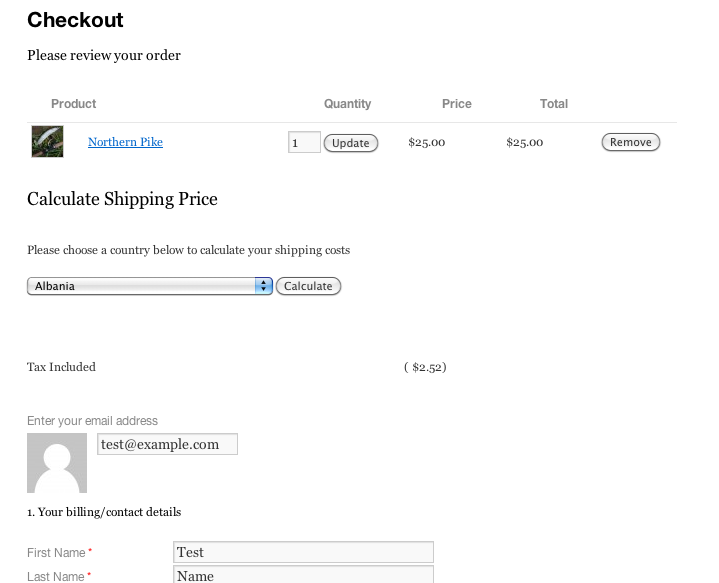 Checkout
Please review your order
Product Quantity Price Total
Northern Pike 1 Update $25.00 $25.00 Remove
Calculate Shipping Price
Please choose a country below to calculate your shipping costs
Albania Calculate
Tax Included ( $2.52)
Enter your email address
test@example.com
1. Your billing/contact details
First Name * Test
Last Name * Name